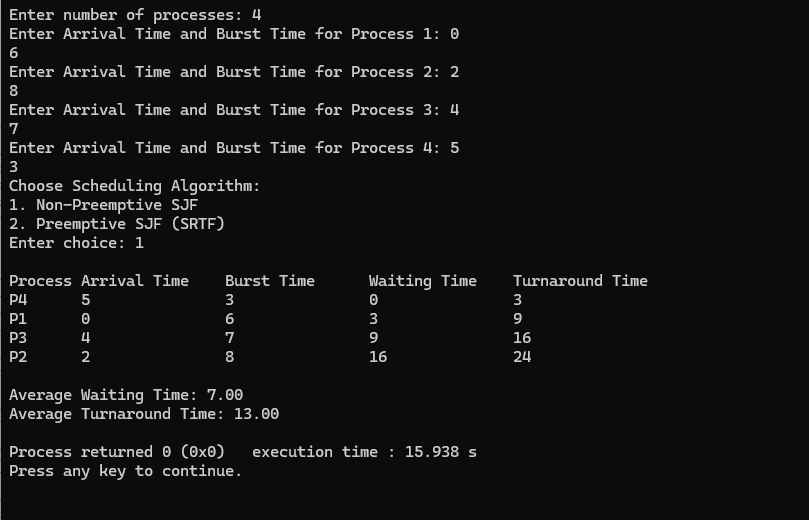 Enter number of processes: 4
Enter Arrival Time and Burst Time for Process 1: 0
6
Enter Arrival Time and Burst Time for Process 2: 2
8
Enter Arrival Time and Burst Time for Process 3: 4
7
Enter Arrival Time and Burst Time for Process 4: 5
3
Choose Scheduling Algorithm:
1. Non-Preemptive SJF
2. Preemptive SJF (SRTF)
Enter choice: 1
Process Arrival Time    Burst Time      Waiting Time    Turnaround Time
P4      5               3               0               3
P1      0               6               3               9
P3      4               7               9               16
P2      2               8               16              24
Average Waiting Time: 7.00
Average Turnaround Time: 13.00
Process returned 0 (0x0)   execution time : 15.938 s
Press any key to continue.